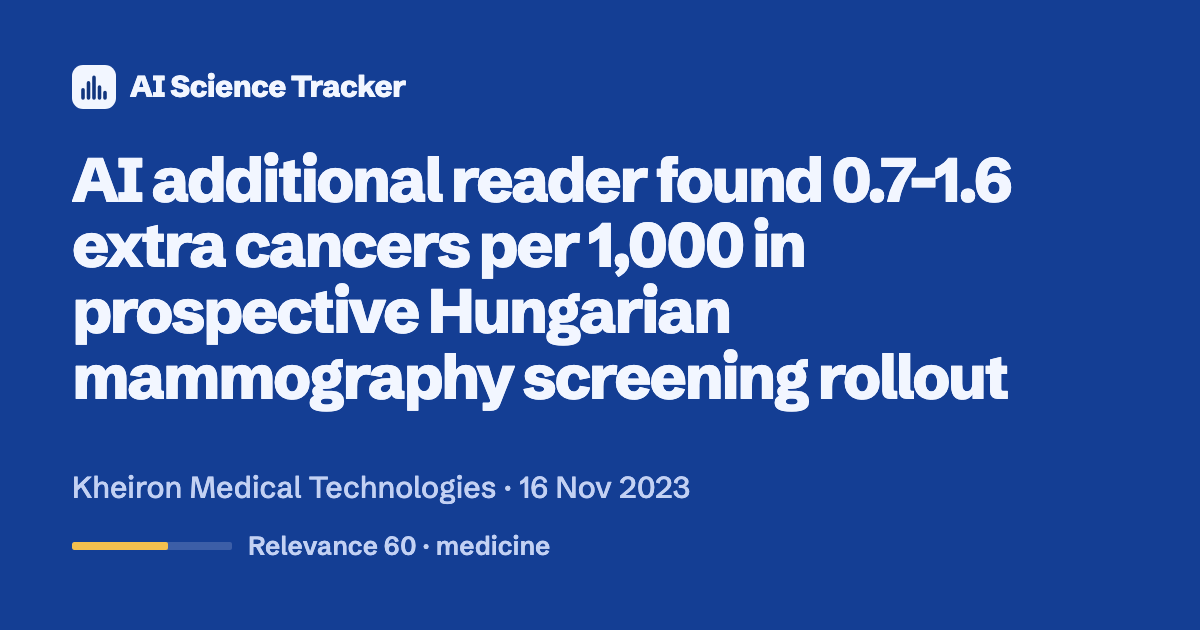 AI Science Tracker
AI additional reader found 0.7-1.6
extra cancers per 1,000 in
prospective Hungarian
mammography screening rollout
Kheiron Medical Technologies · 16 Nov 2023
Relevance 60 · medicine